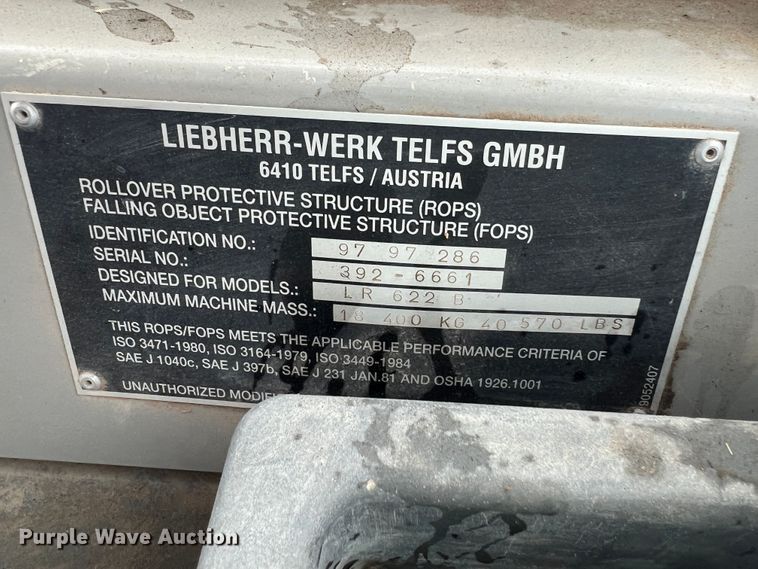 LIEBHERR-WERK TELFS GMBH
6410 TELFS / AUSTRIA
ROLLOVER PROTECTIVE STRUCTURE (ROPS)
FALLING OBJECT PROTECTIVE STRUCTURE (FOPS)
IDENTIFICATION NO.: 97 97 286
SERIAL NO.: 392-6661
DESIGNED FOR MODELS.: LR 622 B
MAXIMUM MACHINE MASS.: 18 400 KG 40 570 LBS
THIS ROPS/FOPS MEETS THE APPLICABLE PERFORMANCE CRITERIA OF
ISO 3471-1980, ISO 3164-1979, ISO 3449-1984
SAE J 1040c, SAE J 397b, SAE J 231 JAN.81 AND OSHA 1926.1001
UNAUTHORIZED
9052407
Purple Wave Auction